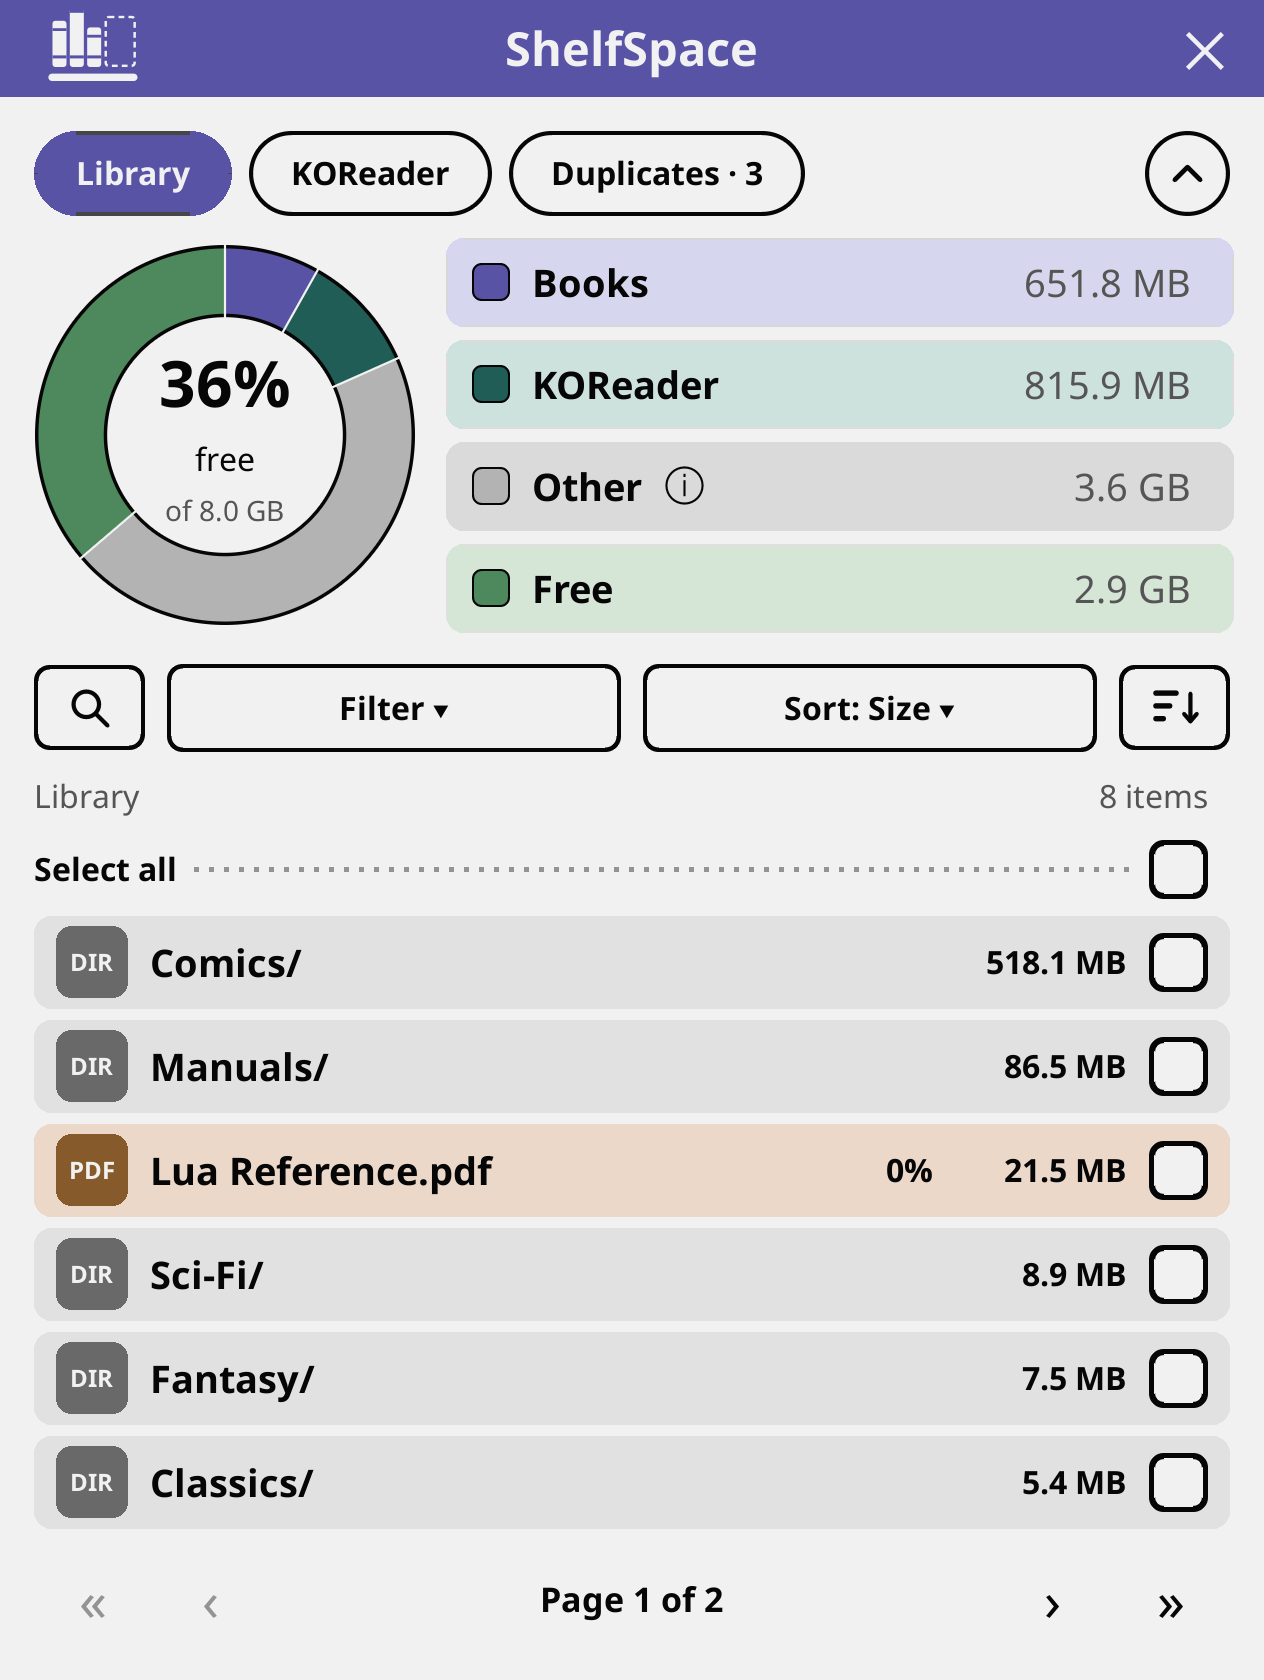 ShelfSpace
Library
KOReader
Duplicates · 3
36%
free
of 8.0 GB
Books 651.8 MB
KOReader 815.9 MB
Other ⓘ 3.6 GB
Free 2.9 GB
Filter ▾
Sort: Size ▾
Library 8 items
Select all
DIR Comics/ 518.1 MB
DIR Manuals/ 86.5 MB
PDF Lua Reference.pdf 0% 21.5 MB
DIR Sci-Fi/ 8.9 MB
DIR Fantasy/ 7.5 MB
DIR Classics/ 5.4 MB
« ‹ Page 1 of 2 › »